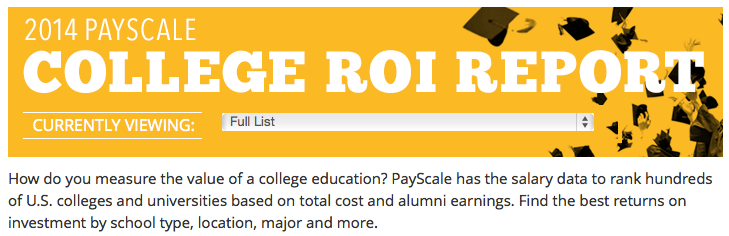 2014 PAYSCALE
COLLEGE ROI REPORT
CURRENTLY VIEWING: Full List
How do you measure the value of a college education? PayScale has the salary data to rank hundreds
of U.S. colleges and universities based on total cost and alumni earnings. Find the best returns on
investment by school type, location, major and more.